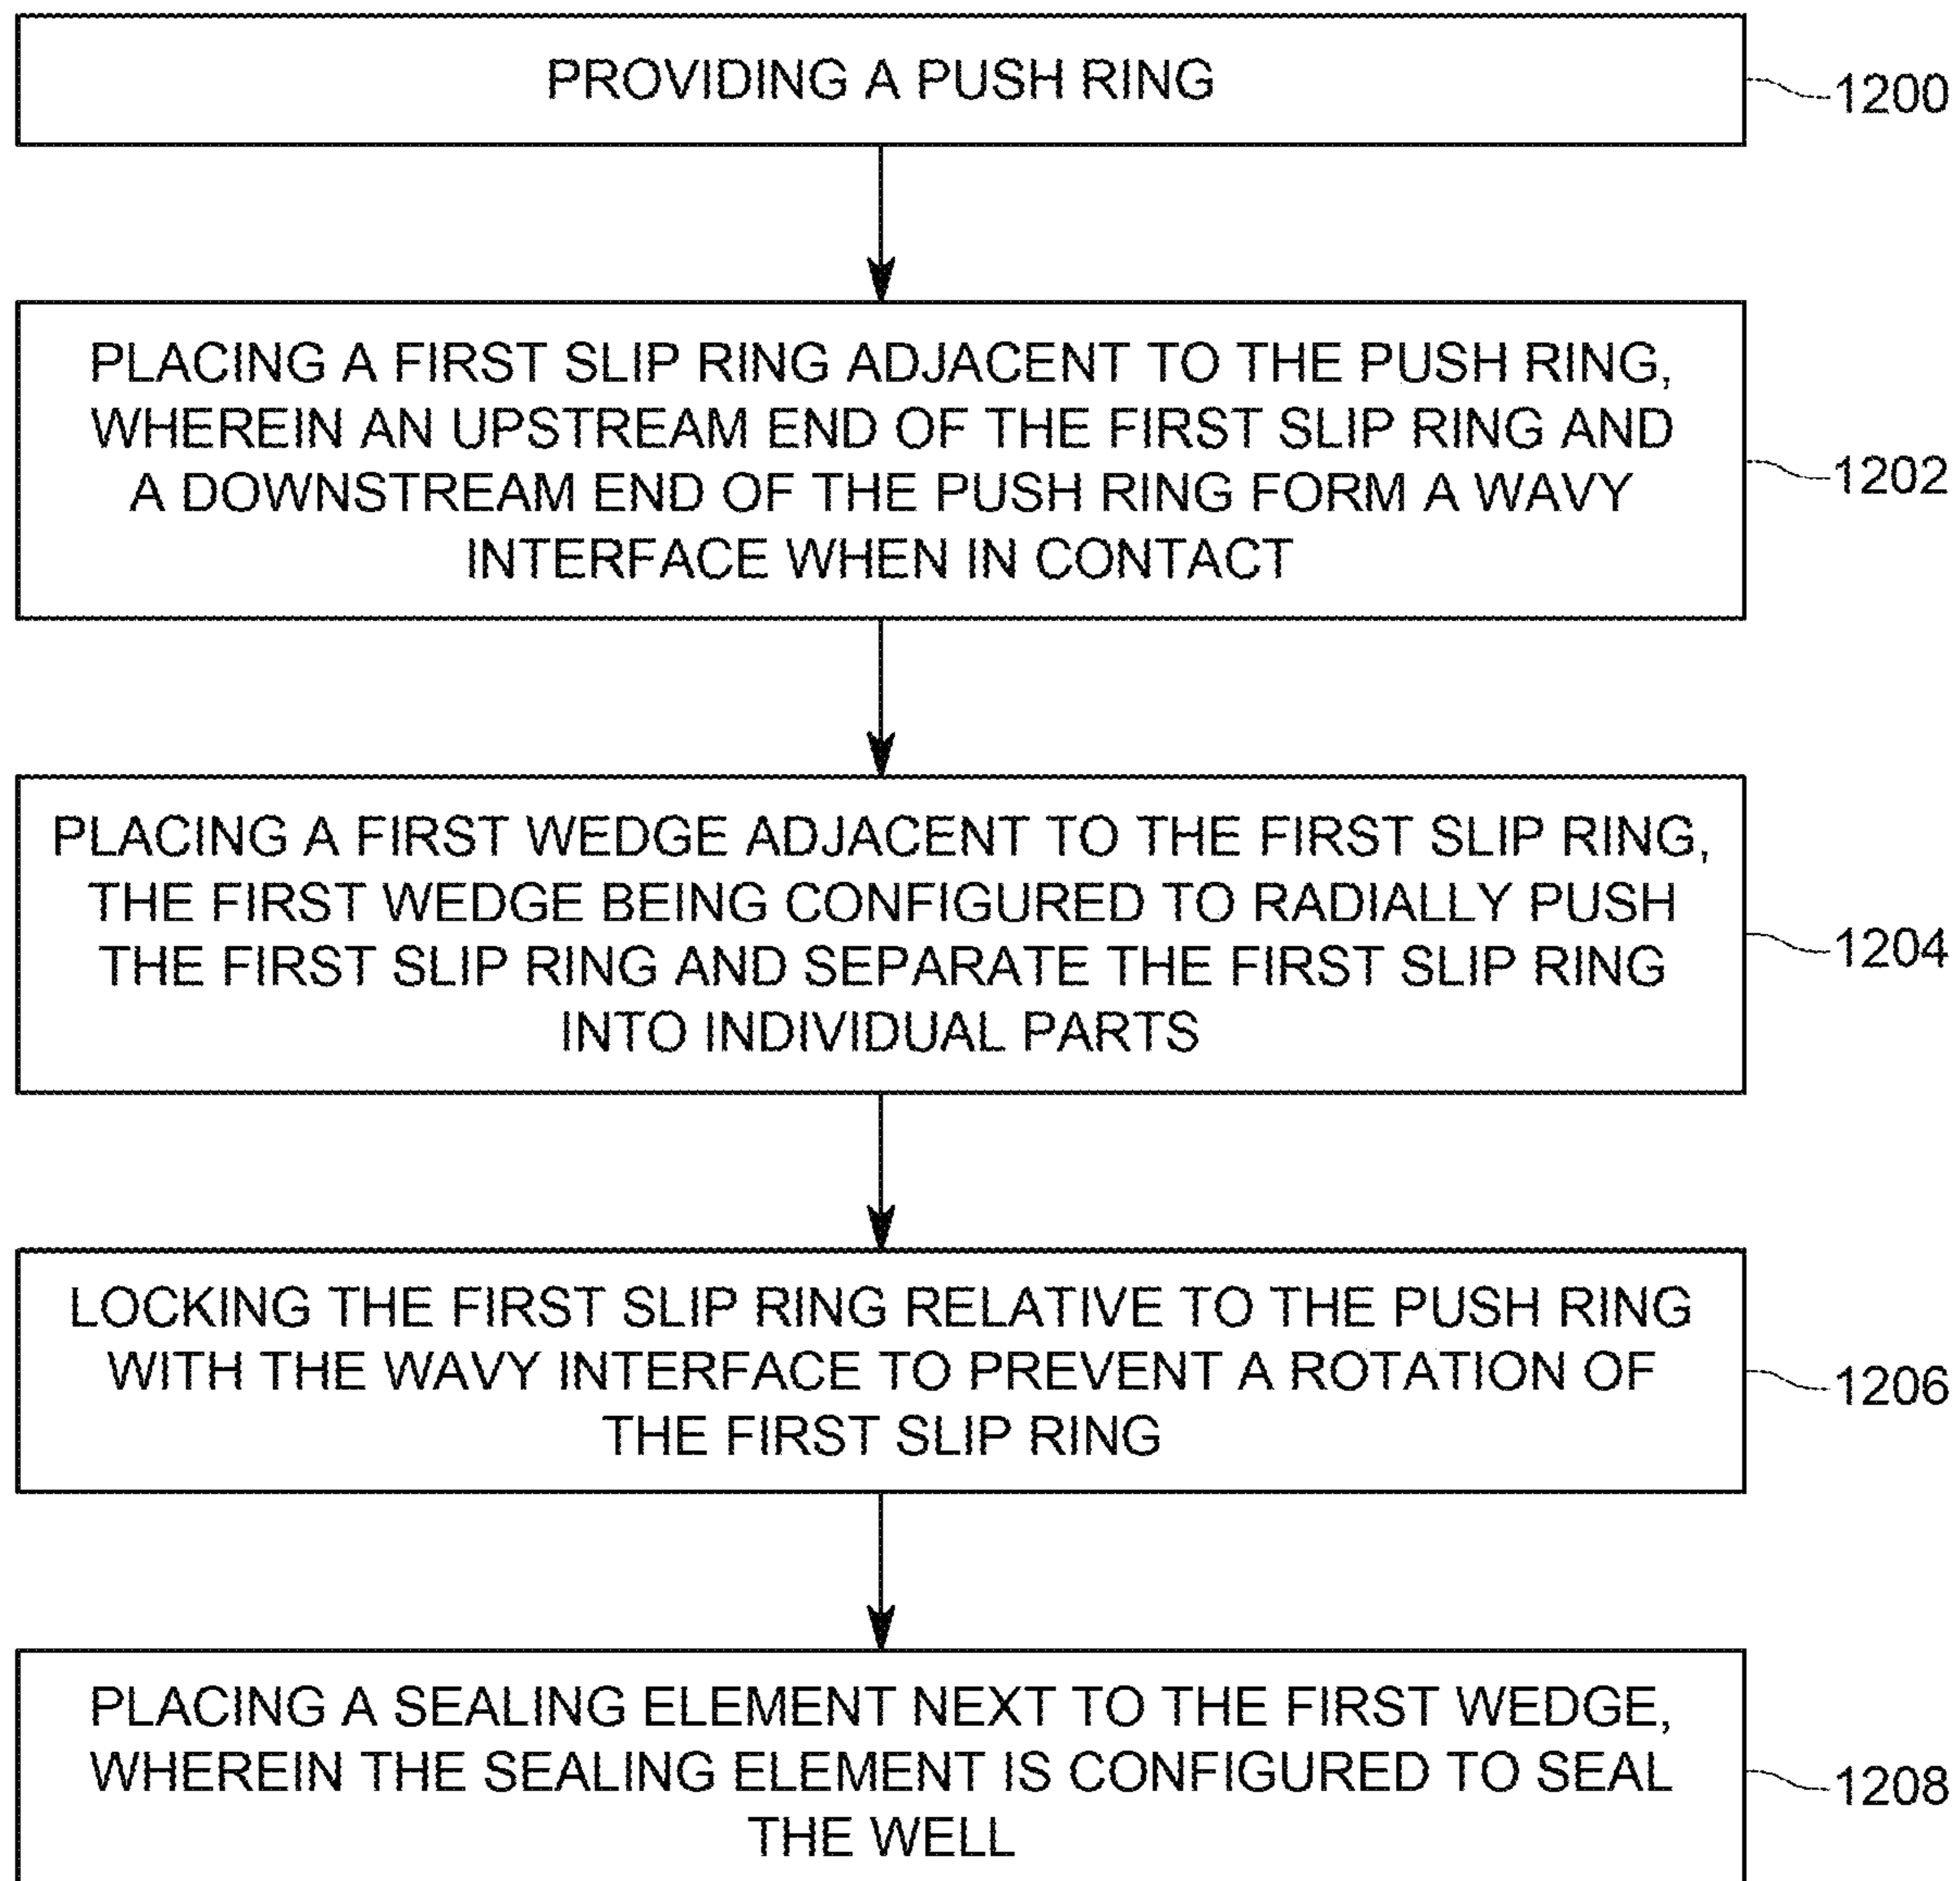 PROVIDING A PUSH RING
1200
PLACING A FIRST SLIP RING ADJACENT TO THE PUSH RING,
WHEREIN AN UPSTREAM END OF THE FIRST SLIP RING AND
A DOWNSTREAM END OF THE PUSH RING FORM A WAVY
INTERFACE WHEN IN CONTACT
1202
PLACING A FIRST WEDGE ADJACENT TO THE FIRST SLIP RING,
THE FIRST WEDGE BEING CONFIGURED TO RADIALLY PUSH
THE FIRST SLIP RING AND SEPARATE THE FIRST SLIP RING
INTO INDIVIDUAL PARTS
1204
LOCKING THE FIRST SLIP RING RELATIVE TO THE PUSH RING
WITH THE WAVY INTERFACE TO PREVENT A ROTATION OF
THE FIRST SLIP RING
1206
PLACING A SEALING ELEMENT NEXT TO THE FIRST WEDGE,
WHEREIN THE SEALING ELEMENT IS CONFIGURED TO SEAL
THE WELL
1208